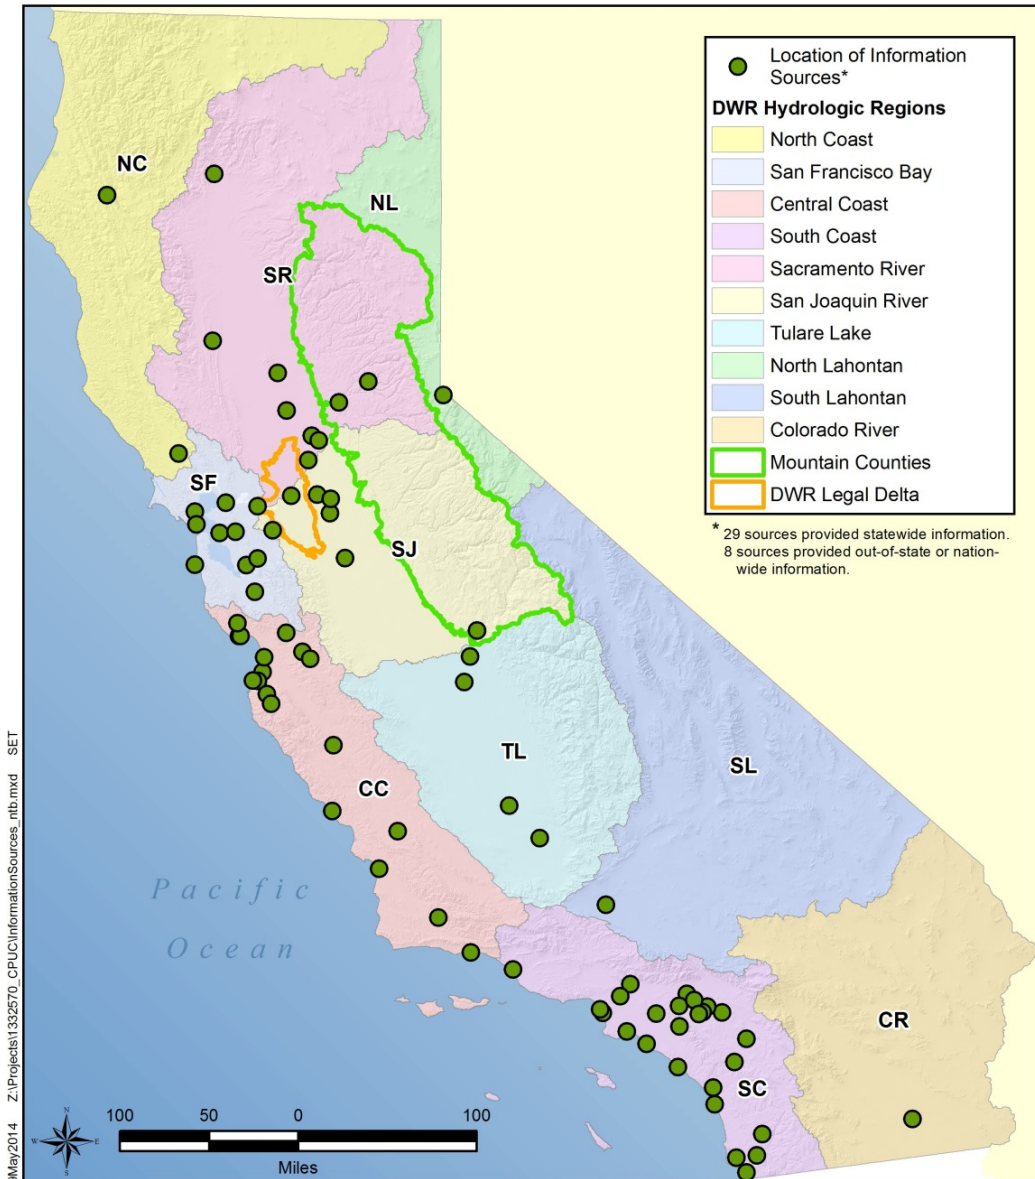 Location of Information
Sources*
DWR Hydrologic Regions
North Coast
San Francisco Bay
Central Coast
South Coast
Sacramento River
San Joaquin River
Tulare Lake
North Lahontan
South Lahontan
Colorado River
Mountain Counties
DWR Legal Delta
* 29 sources provided statewide information.
8 sources provided out-of-state or nation-
wide information.
NC
NL
SR
SF
SJ
TL
SL
CC
Pacific
Ocean
CR
SC
100 50 0 100
Miles
N
W E
S
May2014 Z:\Projects\1332570_CPUC\InformationSources_ntb.mxd SET